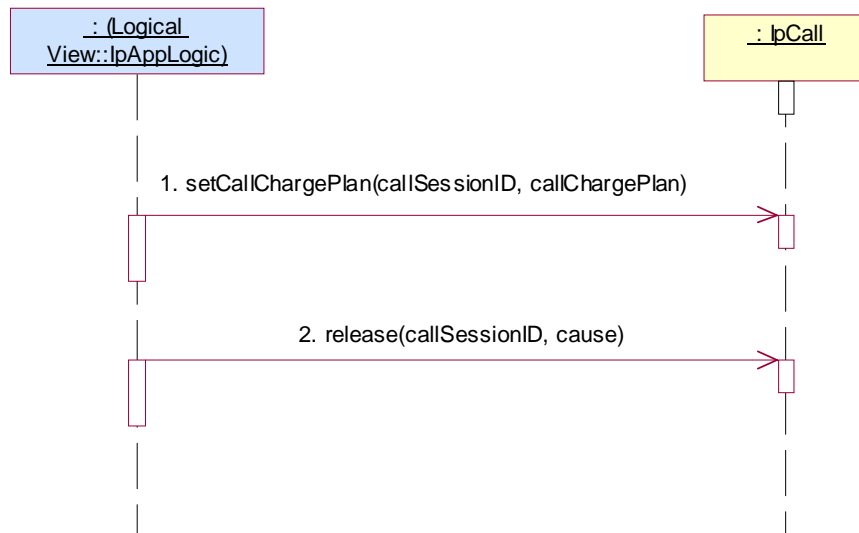 : (Logical
View::IpAppLogic)
: IpCall
1. setCallChargePlan(callSessionID, callChargePlan)
2. release(callSessionID, cause)